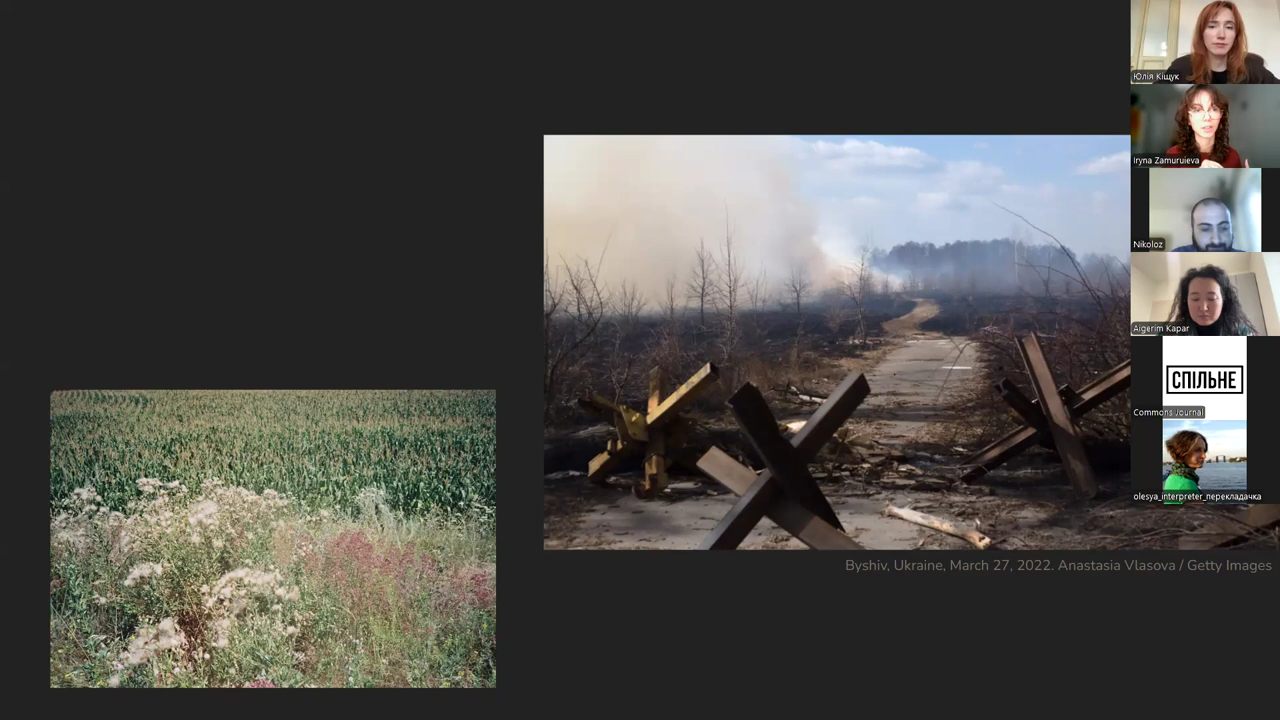 Юлія Кіщук
Iryna Zamuruieva
Nikoloz
Aigerim Kapar
СПІЛЬНЕ
Commons Journal
olesya_interpreter_перекладачка
Byshiv, Ukraine, March 27, 2022. Anastasia Vlasova / Getty Images